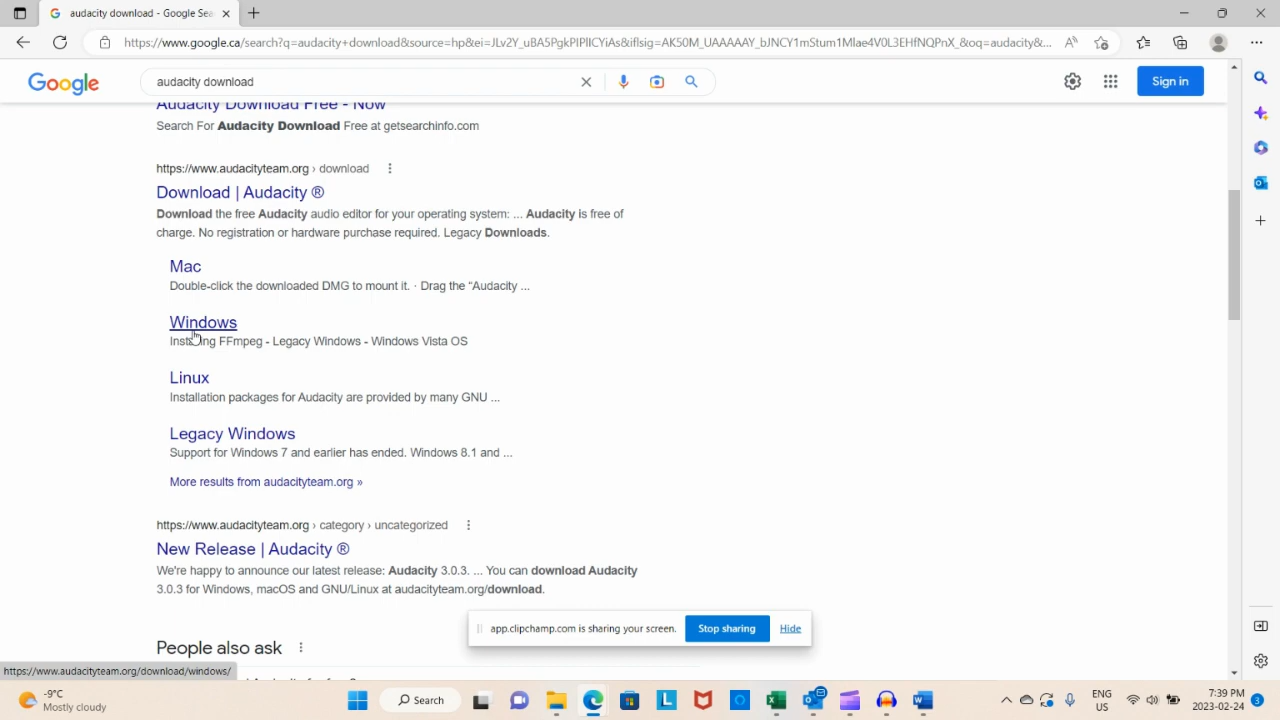 audacity download - Google Sea
https://www.google.ca/search?q=audacity+download&source=hp&ei=JLv2Y_uBA5PgkPIPlICYiAs&iflsig=AK50M_UAAAAAY_bJNCY1mStum1Mlae4V0L3EHfNQPnX_&oq=audacity&...
Google
audacity download
Sign in
Audacity Download Free - Now
Search For Audacity Download Free at getsearchinfo.com
https://www.audacityteam.org › download
Download | Audacity ®
Download the free Audacity audio editor for your operating system: ... Audacity is free of
charge. No registration or hardware purchase required. Legacy Downloads.
Mac
Double-click the downloaded DMG to mount it. · Drag the "Audacity ...
Windows
Installing FFmpeg - Legacy Windows - Windows Vista OS
Linux
Installation packages for Audacity are provided by many GNU ...
Legacy Windows
Support for Windows 7 and earlier has ended. Windows 8.1 and ...
More results from audacityteam.org »
https://www.audacityteam.org › category › uncategorized
New Release | Audacity ®
We're happy to announce our latest release: Audacity 3.0.3. ... You can download Audacity
3.0.3 for Windows, macOS and GNU/Linux at audacityteam.org/download.
app.clipchamp.com is sharing your screen.
Stop sharing
Hide
People also ask
https://www.audacityteam.org/download/windows/
-9°C
Mostly cloudy
Search
ENG
US
7:39 PM
2023-02-24
3